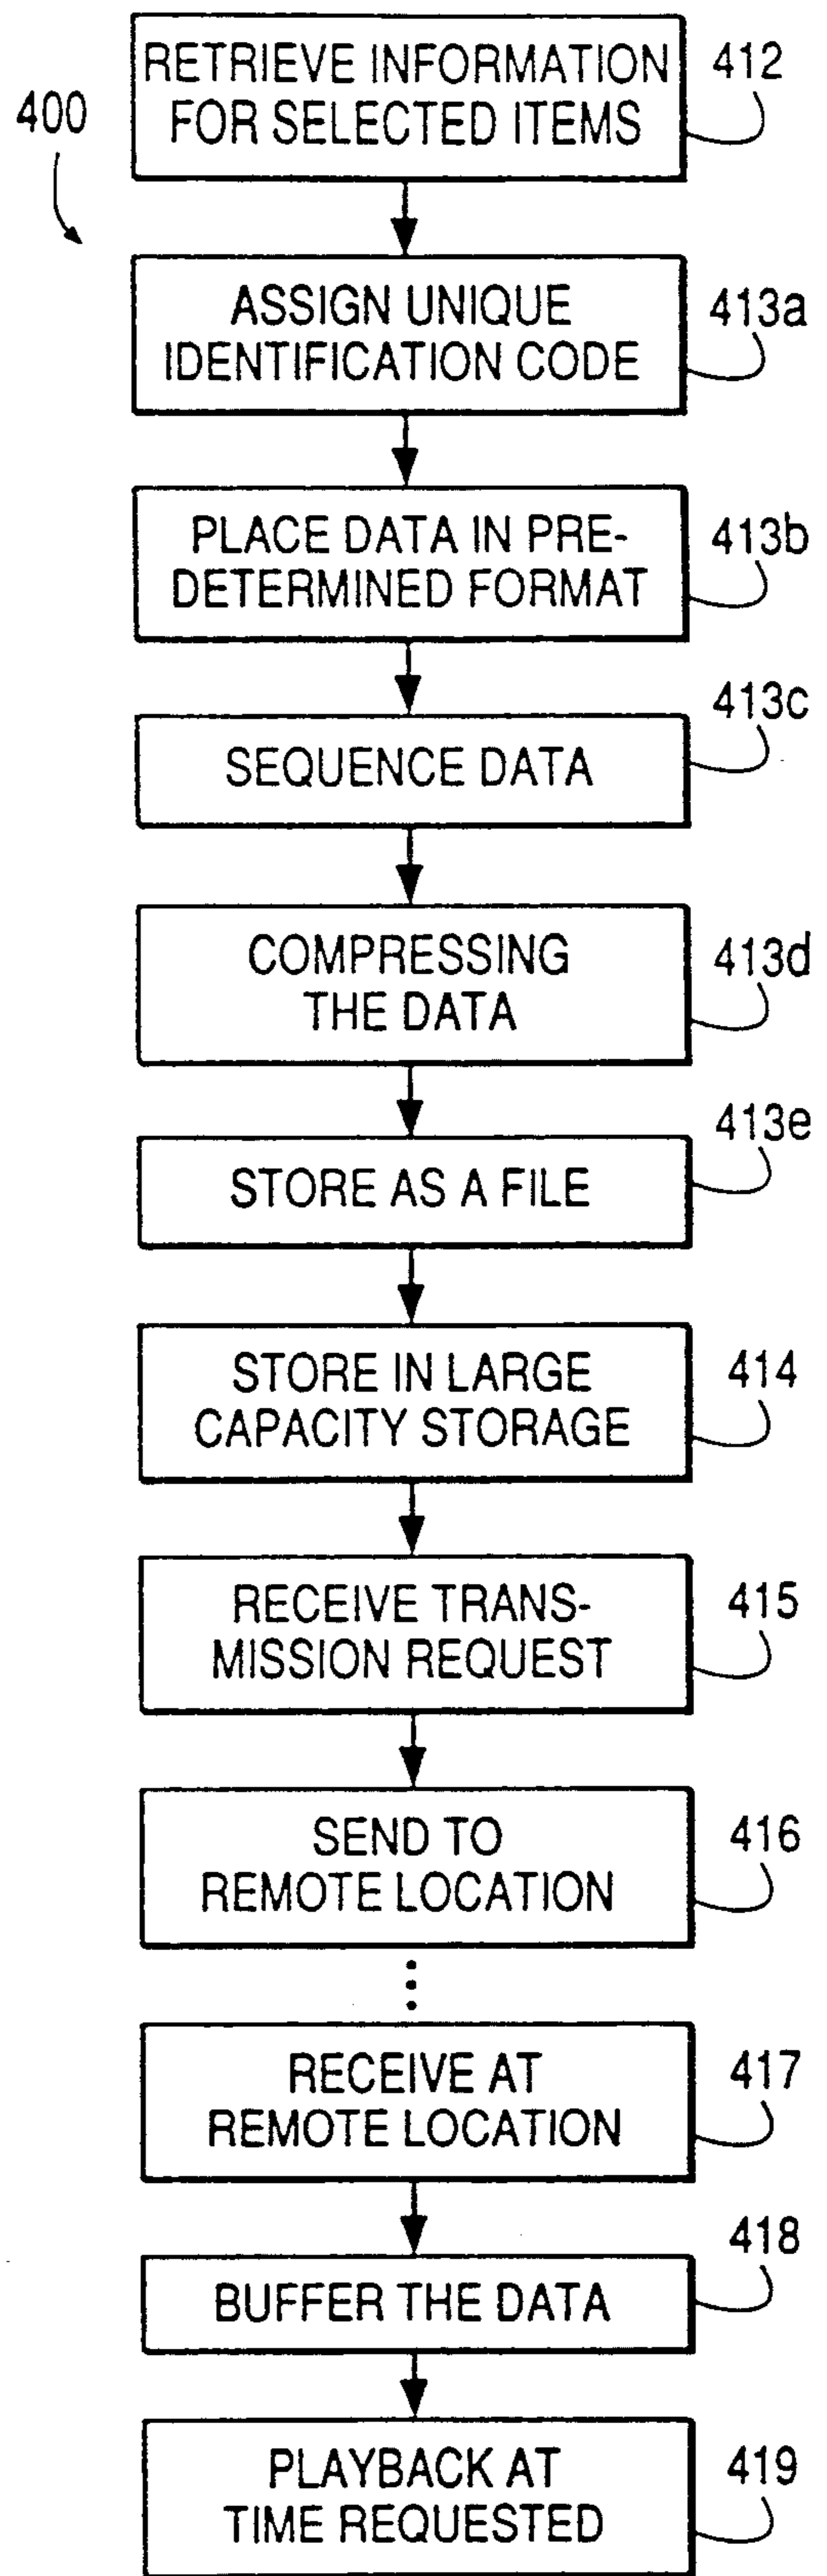 400
RETRIEVE INFORMATION
FOR SELECTED ITEMS
412
ASSIGN UNIQUE
IDENTIFICATION CODE
413a
PLACE DATA IN PRE-
DETERMINED FORMAT
413b
SEQUENCE DATA
413c
COMPRESSING
THE DATA
413d
STORE AS A FILE
413e
STORE IN LARGE
CAPACITY STORAGE
414
RECEIVE TRANS-
MISSION REQUEST
415
SEND TO
REMOTE LOCATION
416
RECEIVE AT
REMOTE LOCATION
417
BUFFER THE DATA
418
PLAYBACK AT
TIME REQUESTED
419